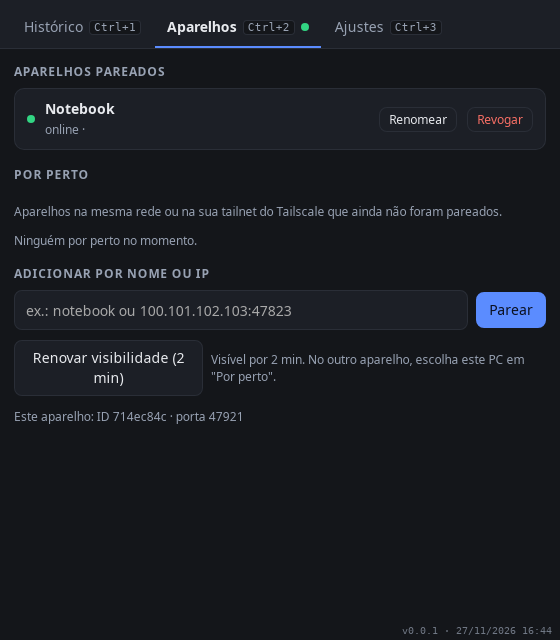 Histórico Ctrl+1 Aparelhos Ctrl+2 Ajustes Ctrl+3
APARELHOS PAREADOS
Notebook
online ·
Renomear Revogar
POR PERTO
Aparelhos na mesma rede ou na sua tailnet do Tailscale que ainda não foram pareados.
Ninguém por perto no momento.
ADICIONAR POR NOME OU IP
ex.: notebook ou 100.101.102.103:47823 Parear
Renovar visibilidade (2
min)
Visível por 2 min. No outro aparelho, escolha este PC em
"Por perto".
Este aparelho: ID 714ec84c · porta 47921
v0.0.1 · 27/11/2026 16:44